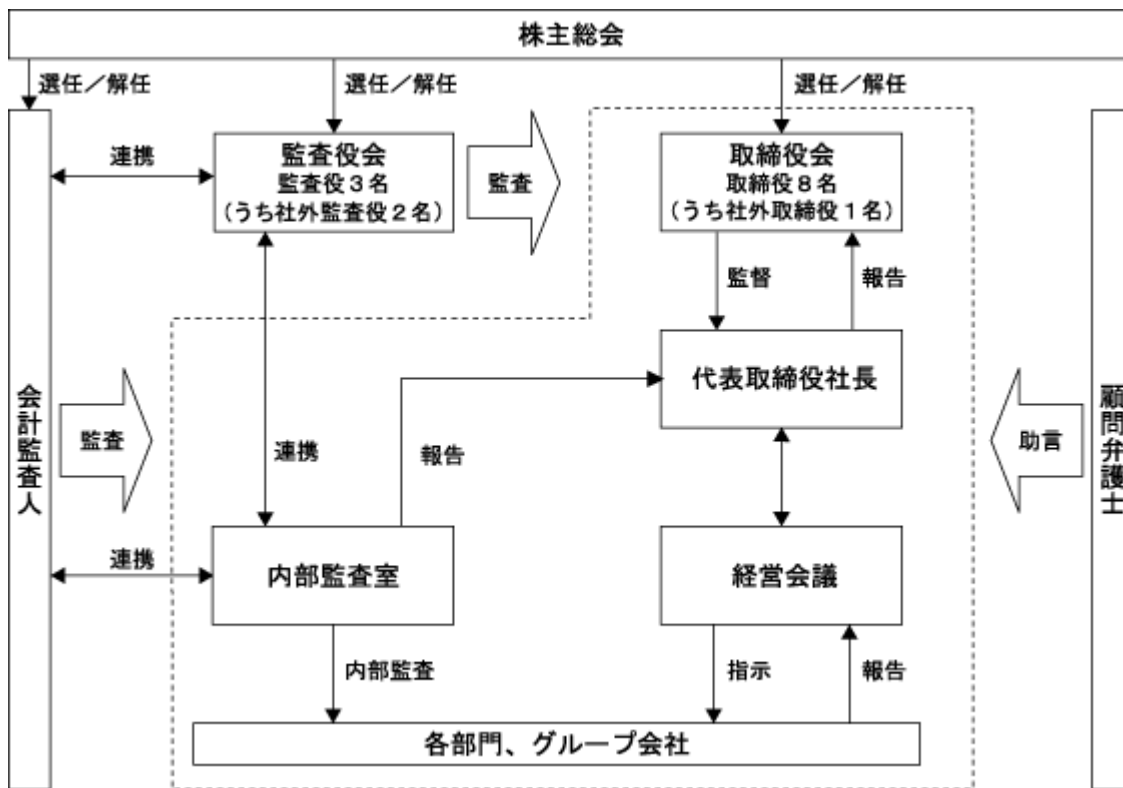 株主総会
選任／解任
選任／解任
選任／解任
連携
監査役会
監査役３名
（うち社外監査役２名）
監査
取締役会
取締役８名
（うち社外取締役１名）
監督
報告
代表取締役社長
会計監査人
監査
連携
報告
助言
顧問弁護士
連携
内部監査室
経営会議
内部監査
指示
報告
各部門、グループ会社